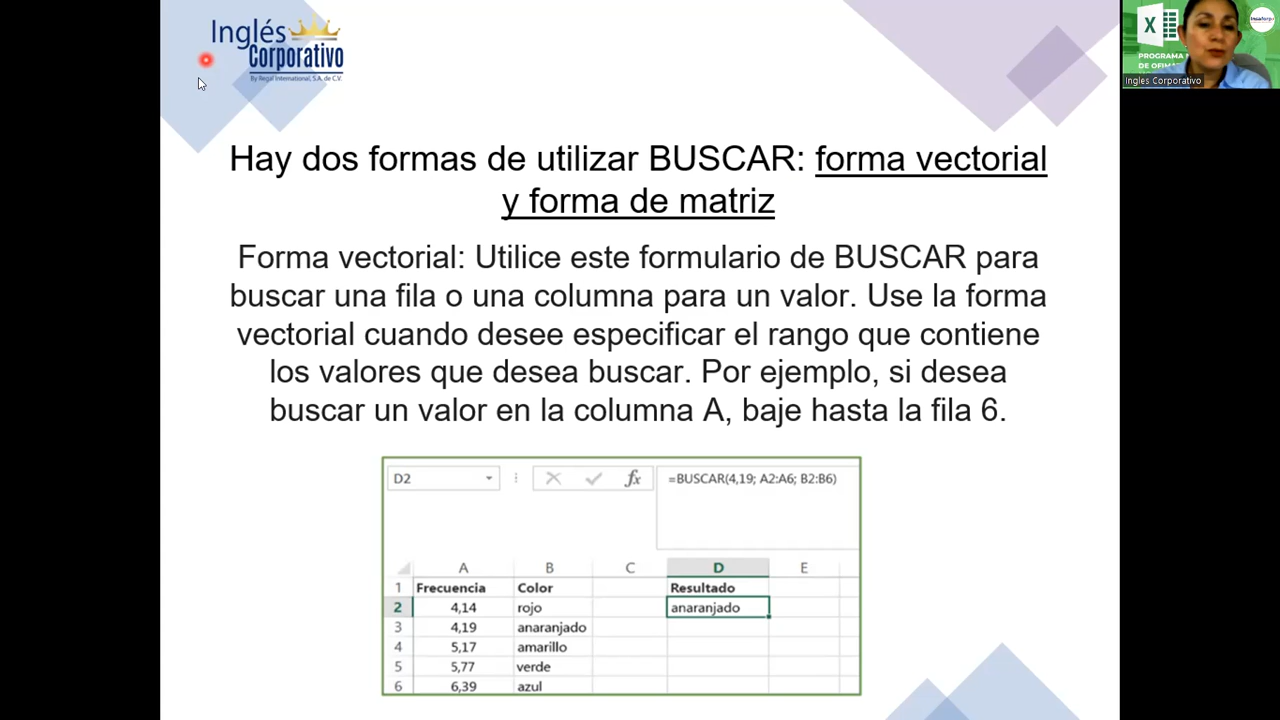 Inglés
Corporativo
By Regal International, S.A. de C.V.
Hay dos formas de utilizar BUSCAR: forma vectorial
y forma de matriz
Forma vectorial: Utilice este formulario de BUSCAR para
buscar una fila o una columna para un valor. Use la forma
vectorial cuando desee especificar el rango que contiene
los valores que desea buscar. Por ejemplo, si desea
buscar un valor en la columna A, baje hasta la fila 6.
D2 fx =BUSCAR(4,19; A2:A6; B2:B6)
A B C D E
1 Frecuencia Color Resultado
2 4,14 rojo anaranjado
3 4,19 anaranjado
4 5,17 amarillo
5 5,77 verde
6 6,39 azul
X
PROGRAMA
DE OFIMA
Ingles Corporativo